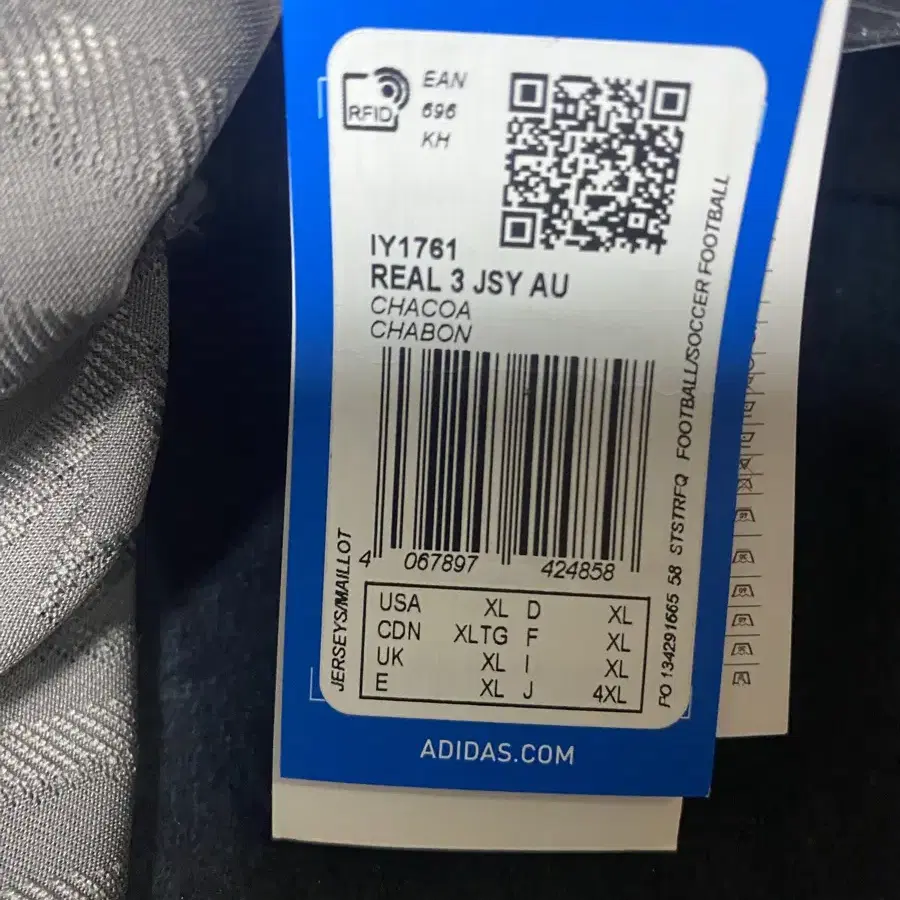 RFID
EAN
696
KH
IY1761
REAL 3 JSY AU
CHACOA
CHABON
4 067897 424858
JERSEYS/MAILLOT
PO 134291665 58 STSTRFQ FOOTBALL/SOCCER FOOTBALL
USA XL D XL
CDN XLTG F XL
UK XL I XL
E XL J 4XL
ADIDAS.COM